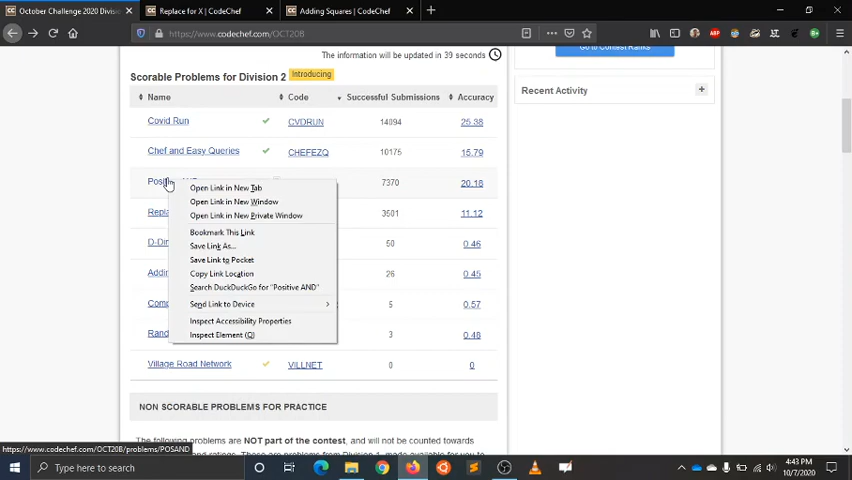 October Challenge 2020 Divisi
Replace for X | CodeChef
Adding Squares | CodeChef
https://www.codechef.com/OCT20B
ABP
The information will be updated in 39 seconds
Go to Contest Ranks
Scorable Problems for Division 2 Introducing
Recent Activity
Name Code Successful Submissions Accuracy
Covid Run CVDRUN 14094 25.38
Chef and Easy Queries CHEFEZQ 10175 15.79
7370 20.18
Repla 3601 11.12
D-Dim 50 0.46
Addin 26 0.45
Comp 5 0.57
Rand 3 0.48
Village Road Network VILLNET 0 0
Open Link in New Tab
Open Link in New Window
Open Link in New Private Window
Bookmark This Link
Save Link As...
Save Link to Pocket
Copy Link Location
Search DuckDuckGo for "Positive AND"
Send Link to Device
Inspect Accessibility Properties
Inspect Element (Q)
NON SCORABLE PROBLEMS FOR PRACTICE
The following problems are NOT part of the contest, and will not be counted towards
https://www.codechef.com/OCT20B/problems/POSAND
Type here to search
4:43 PM
10/7/2020